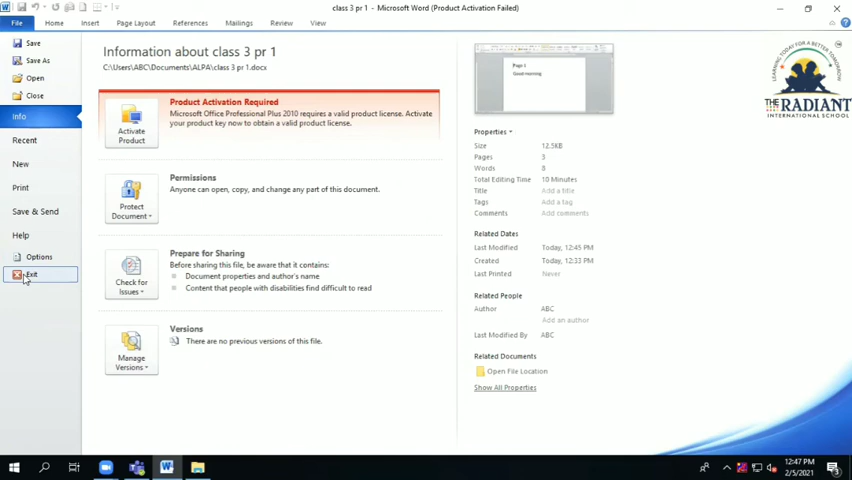 class 3 pr 1 - Microsoft Word (Product Activation Failed)
File Home Insert Page Layout References Mailings Review View
Save
Save As
Open
Close
Info
Recent
New
Print
Save & Send
Help
Options
Exit
Information about class 3 pr 1
C:\Users\ABC\Documents\ALPA\class 3 pr 1.docx
Activate
Product
Product Activation Required
Microsoft Office Professional Plus 2010 requires a valid product license. Activate
your product key now to obtain a valid product license.
Protect
Document
Permissions
Anyone can open, copy, and change any part of this document.
Check for
Issues
Prepare for Sharing
Before sharing this file, be aware that it contains:
Document properties and author's name
Content that people with disabilities find difficult to read
Manage
Versions
Versions
There are no previous versions of this file.
Page 1
Good morning
Properties
Size 12.5KB
Pages 3
Words 8
Total Editing Time 10 Minutes
Title Add a title
Tags Add a tag
Comments Add comments
Related Dates
Last Modified Today, 12:45 PM
Created Today, 12:33 PM
Last Printed Never
Related People
Author ABC
Add an author
Last Modified By ABC
Related Documents
Open File Location
Show All Properties
LEARNING TODAY FOR A BETTER TOMORROW
THE RADIANT
INTERNATIONAL SCHOOL
12:47 PM
2/5/2021
3